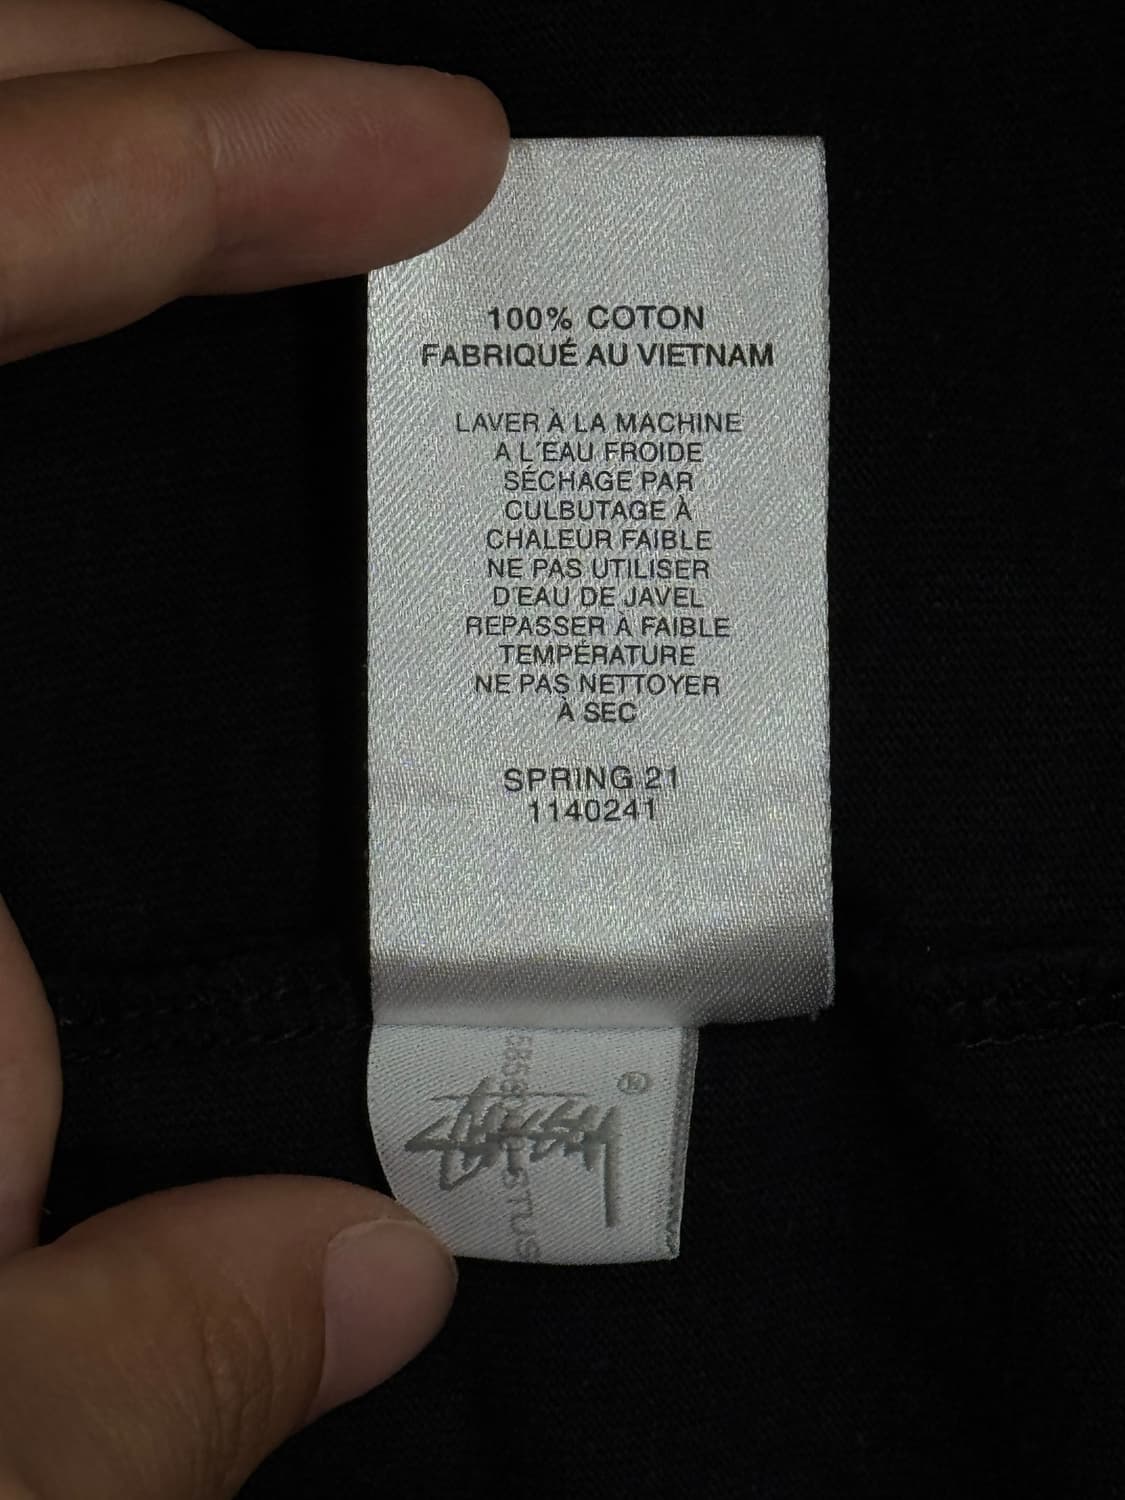 100% COTON
FABRIQUÉ AU VIETNAM
LAVER À LA MACHINE
A L'EAU FROIDE
SÉCHAGE PAR
CULBUTAGE À
CHALEUR FAIBLE
NE PAS UTILISER
D'EAU DE JAVEL
REPASSER À FAIBLE
TEMPÉRATURE
NE PAS NETTOYER
À SEC
SPRING 21
1140241
Stüssy ®